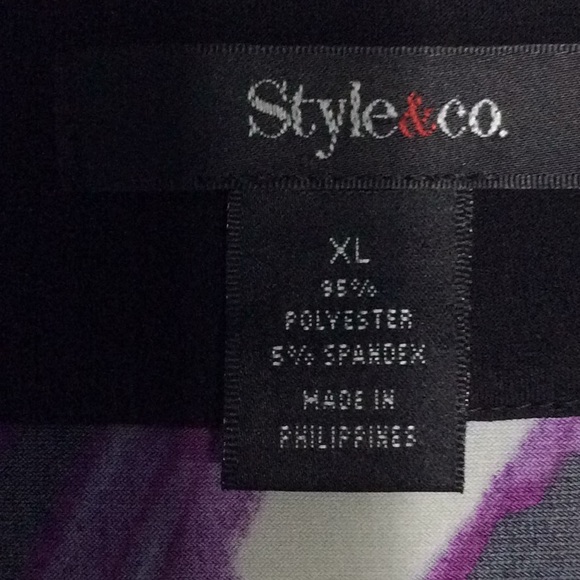 Style&co.
XL
95%
POLYESTER
5% SPANDEX
MADE IN
PHILIPPINES